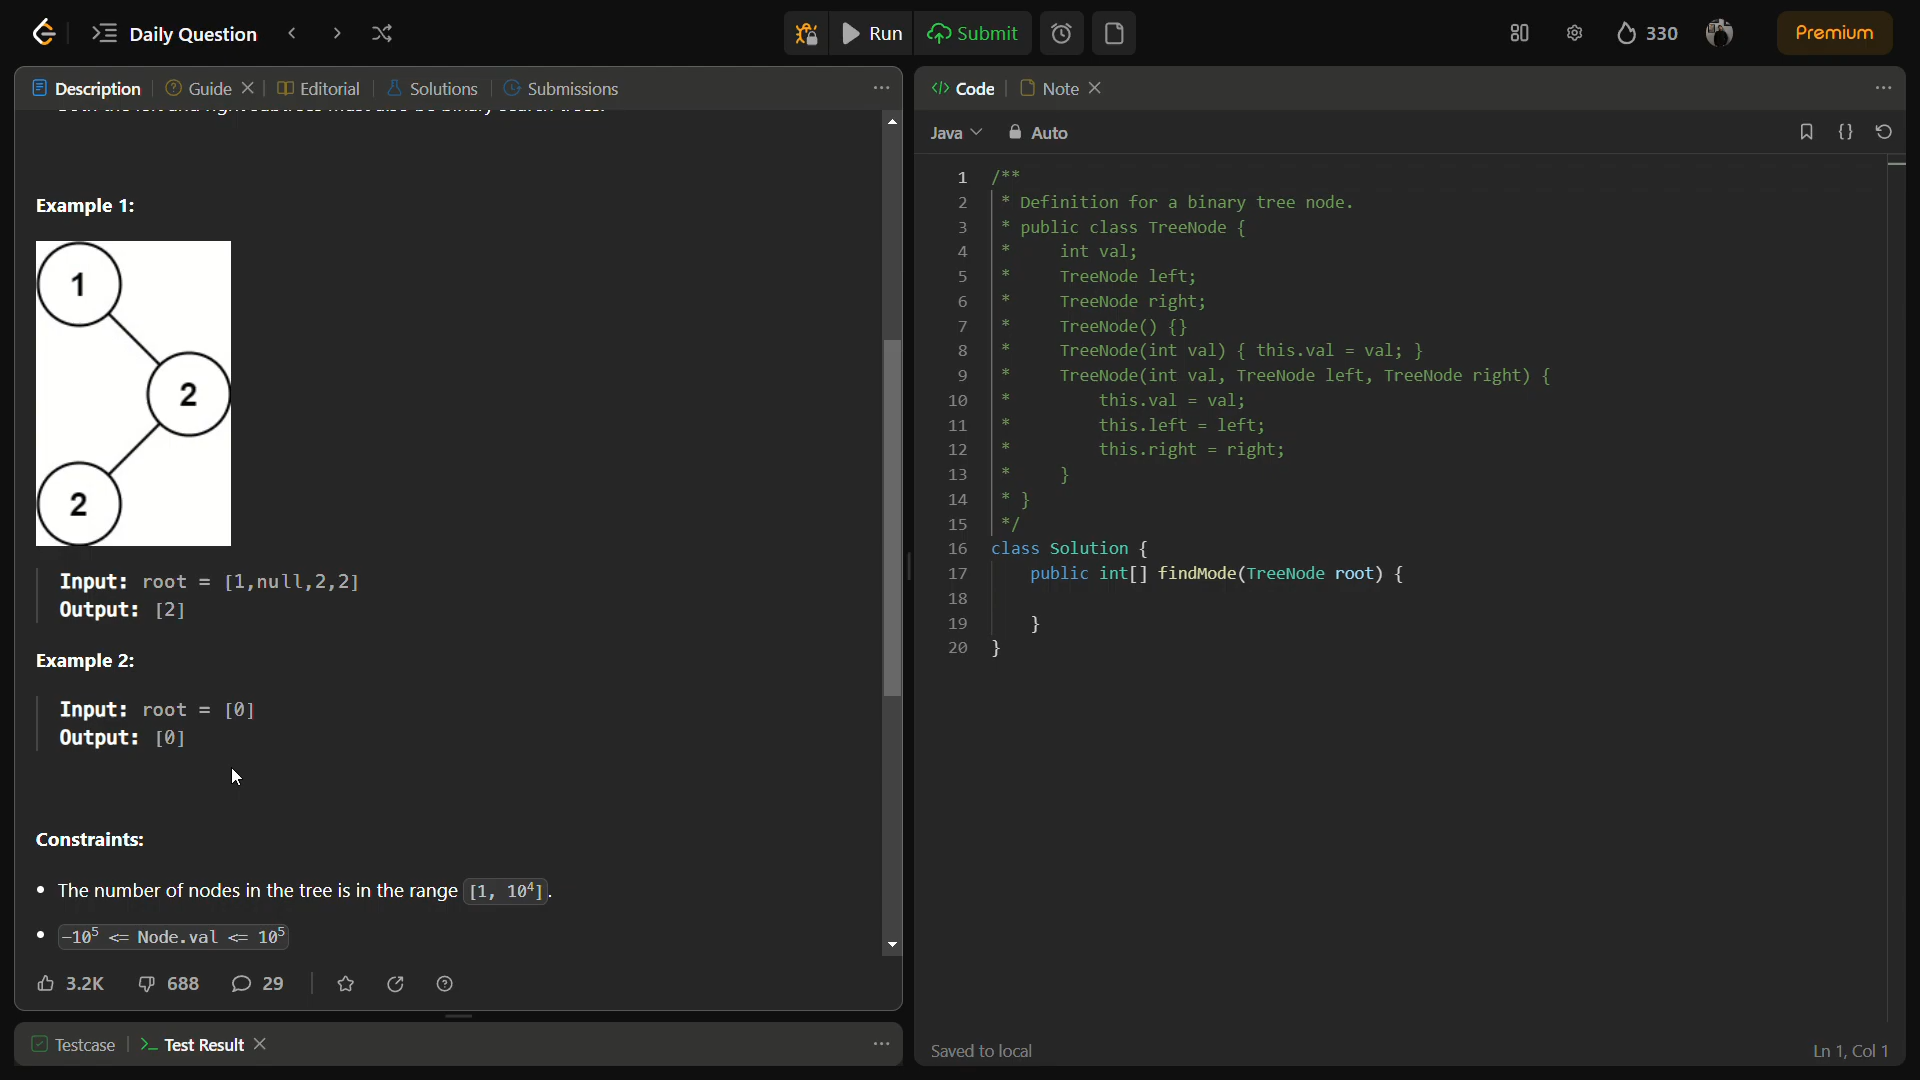 Daily Question
Run
Submit
330
Premium
Description
Guide
Editorial
Solutions
Submissions
Example 1:
1
2
2
Input: root = [1,null,2,2]
Output: [2]
Example 2:
Input: root = [0]
Output: [0]
Constraints:
• The number of nodes in the tree is in the range [1, 10⁴].
• -10⁵ <= Node.val <= 10⁵
3.2K
688
29
Testcase
Test Result
Code
Note
Java
Auto
1 /**
2 * Definition for a binary tree node.
3 * public class TreeNode {
4 *     int val;
5 *     TreeNode left;
6 *     TreeNode right;
7 *     TreeNode() {}
8 *     TreeNode(int val) { this.val = val; }
9 *     TreeNode(int val, TreeNode left, TreeNode right) {
10 *         this.val = val;
11 *         this.left = left;
12 *         this.right = right;
13 *     }
14 * }
15 */
16 class Solution {
17     public int[] findMode(TreeNode root) {
18
19     }
20 }
Saved to local
Ln 1, Col 1